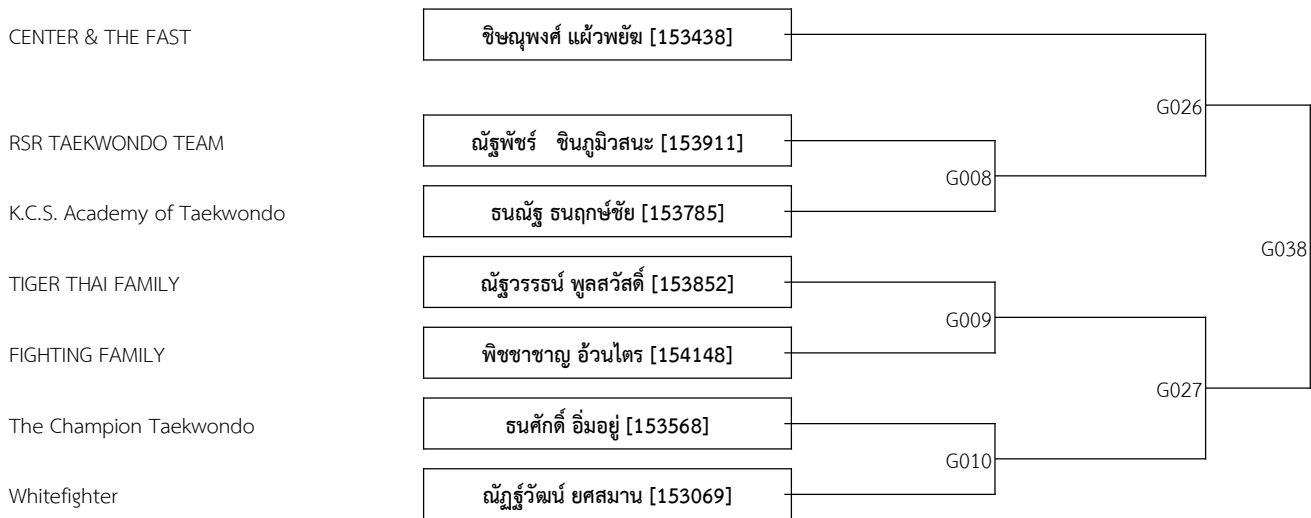 CENTER & THE FAST ชิษณุพงศ์ แผ้วพยัฆ [153438]
G026
RSR TAEKWONDO TEAM ณัฐพัชร์ ชินภูมิวสนะ [153911]
G008
K.C.S. Academy of Taekwondo ธนณัฐ ธนฤกษ์ชัย [153785]
G038
TIGER THAI FAMILY ณัฐวรรธน์ พูลสวัสดิ์ [153852]
G009
FIGHTING FAMILY พิชชาชาญ อ้วนไตร [154148]
G027
The Champion Taekwondo ธนศักดิ์ อิ่มอยู่ [153568]
G010
Whitefighter ณัฏฐ์วัฒน์ ยศสมาน [153069]